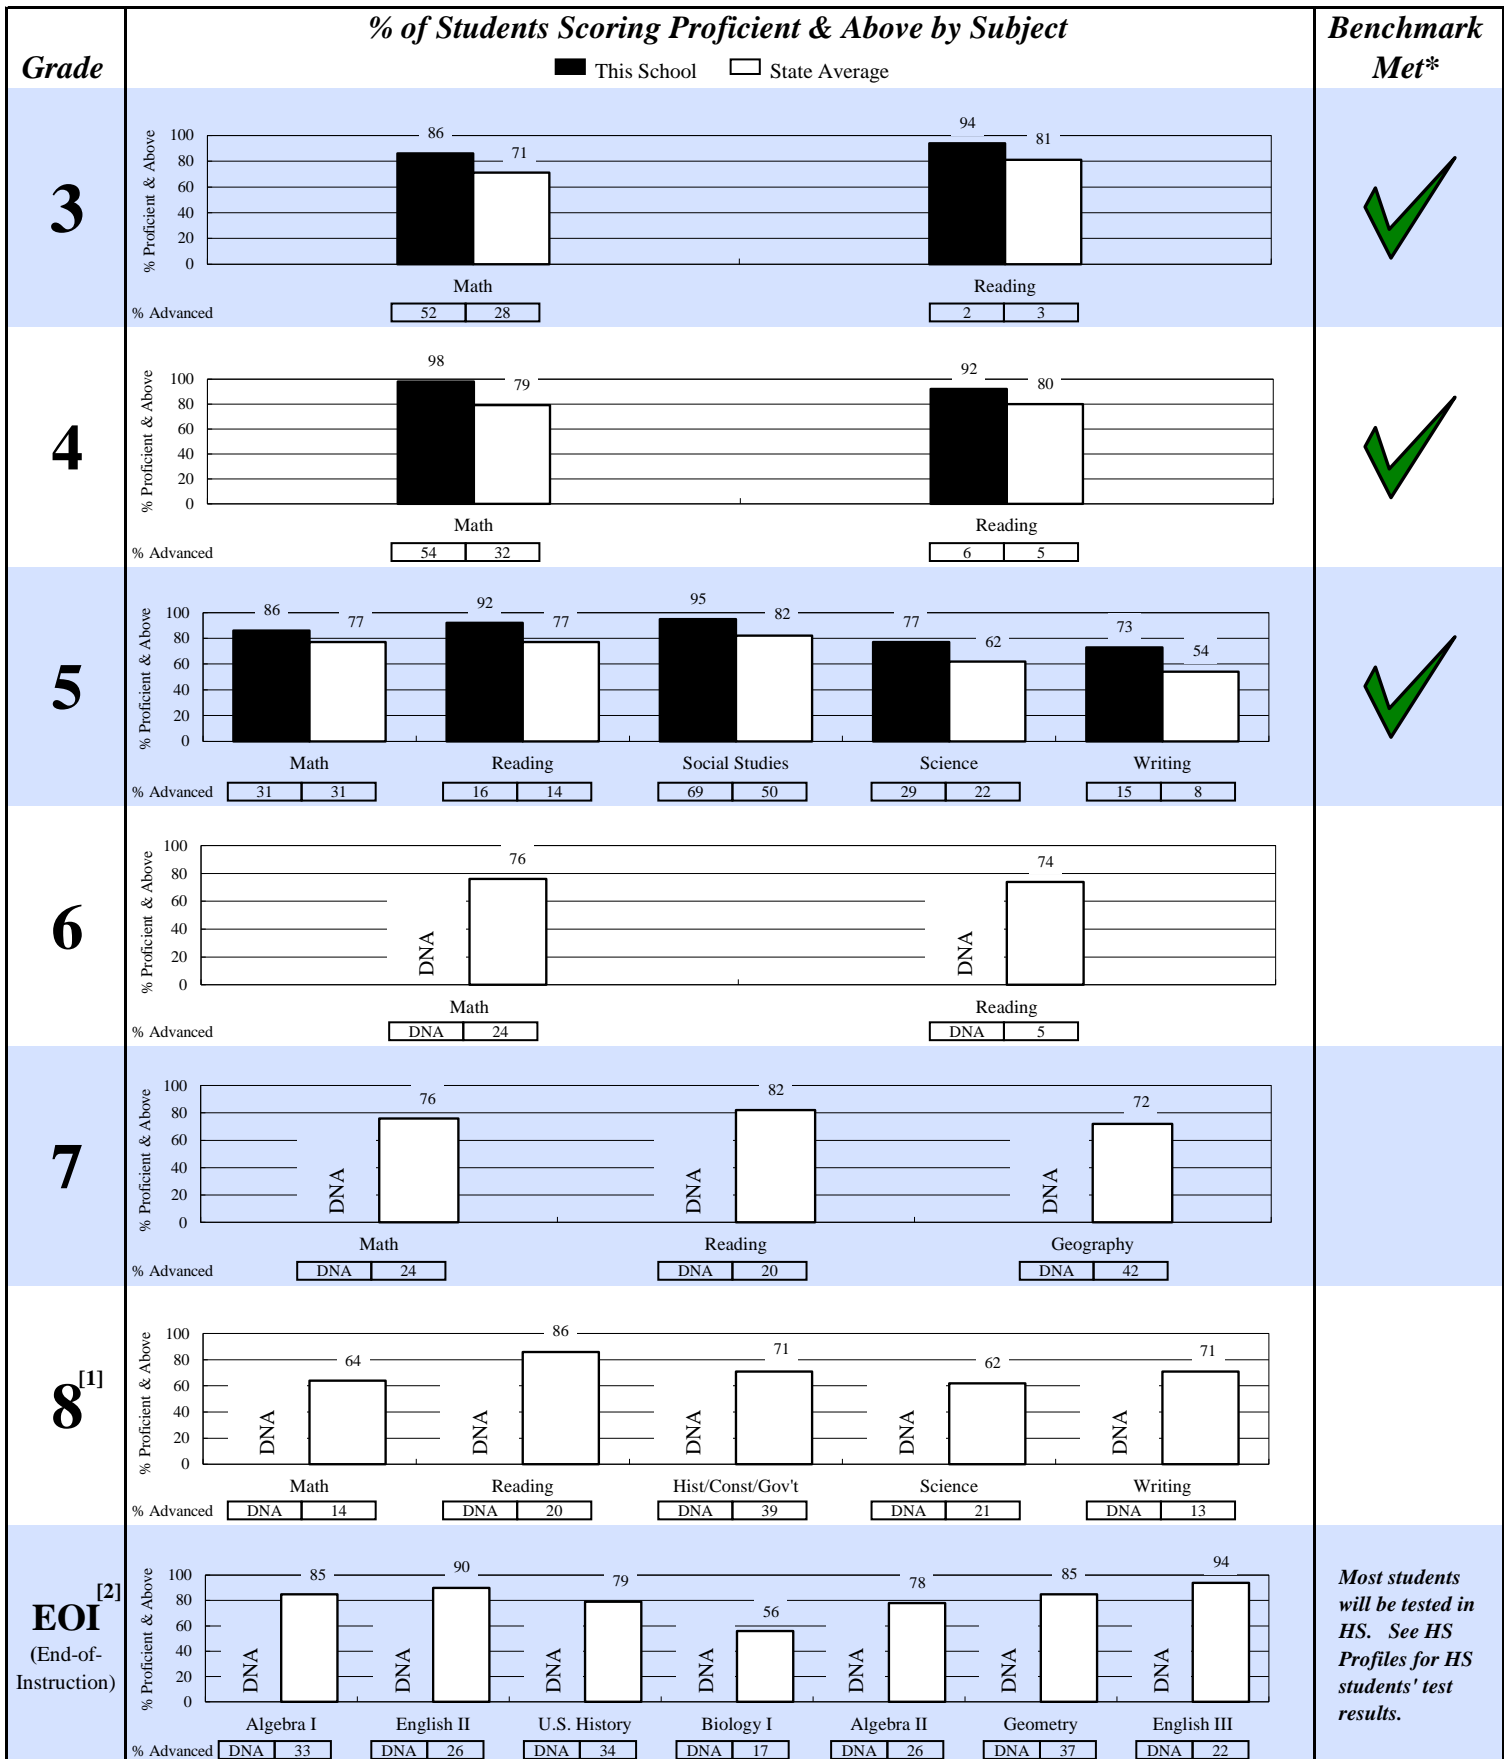 % of Students Scoring Proficient & Above by Subject
Benchmark
Met*
Grade
This School State Average
3
% Proficient & Above
100
80
60
40
20
0
86 71 94 81
Math Reading
% Advanced 52 28 2 3
4
% Proficient & Above
100
80
60
40
20
0
98 79 92 80
Math Reading
% Advanced 54 32 6 5
5
% Proficient & Above
100
80
60
40
20
0
86 77 92 77 95 82 77 62 73 54
Math Reading Social Studies Science Writing
% Advanced 31 31 16 14 69 50 29 22 15 8
6
% Proficient & Above
100
80
60
40
20
0
DNA 76 DNA 74
Math Reading
% Advanced DNA 24 DNA 5
7
% Proficient & Above
100
80
60
40
20
0
DNA 76 DNA 82 DNA 72
Math Reading Geography
% Advanced DNA 24 DNA 20 DNA 42
8[1]
% Proficient & Above
100
80
60
40
20
0
DNA 64 DNA 86 DNA 71 DNA 62 DNA 71
Math Reading Hist/Const/Gov't Science Writing
% Advanced DNA 14 DNA 20 DNA 39 DNA 21 DNA 13
EOI[2]
(End-of-
Instruction)
% Proficient & Above
100
80
60
40
20
0
DNA 85 DNA 90 DNA 79 DNA 56 DNA 78 DNA 85 DNA 94
Algebra I English II U.S. History Biology I Algebra II Geometry English III
% Advanced DNA 33 DNA 26 DNA 34 DNA 17 DNA 26 DNA 37 DNA 22
Most students
will be tested in
HS. See HS
Profiles for HS
students' test
results.